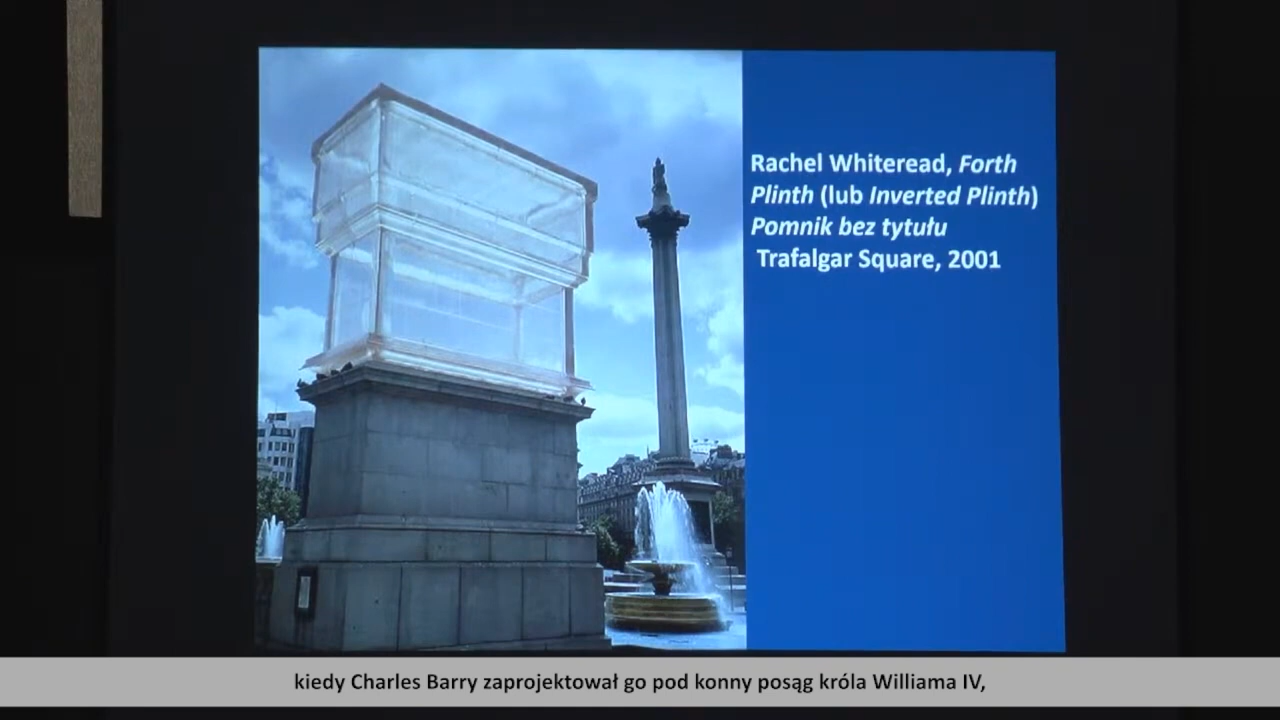 Rachel Whiteread, Forth
Plinth (lub Inverted Plinth)
Pomnik bez tytułu
Trafalgar Square, 2001
kiedy Charles Barry zaprojektował go pod konny posąg króla Williama IV,